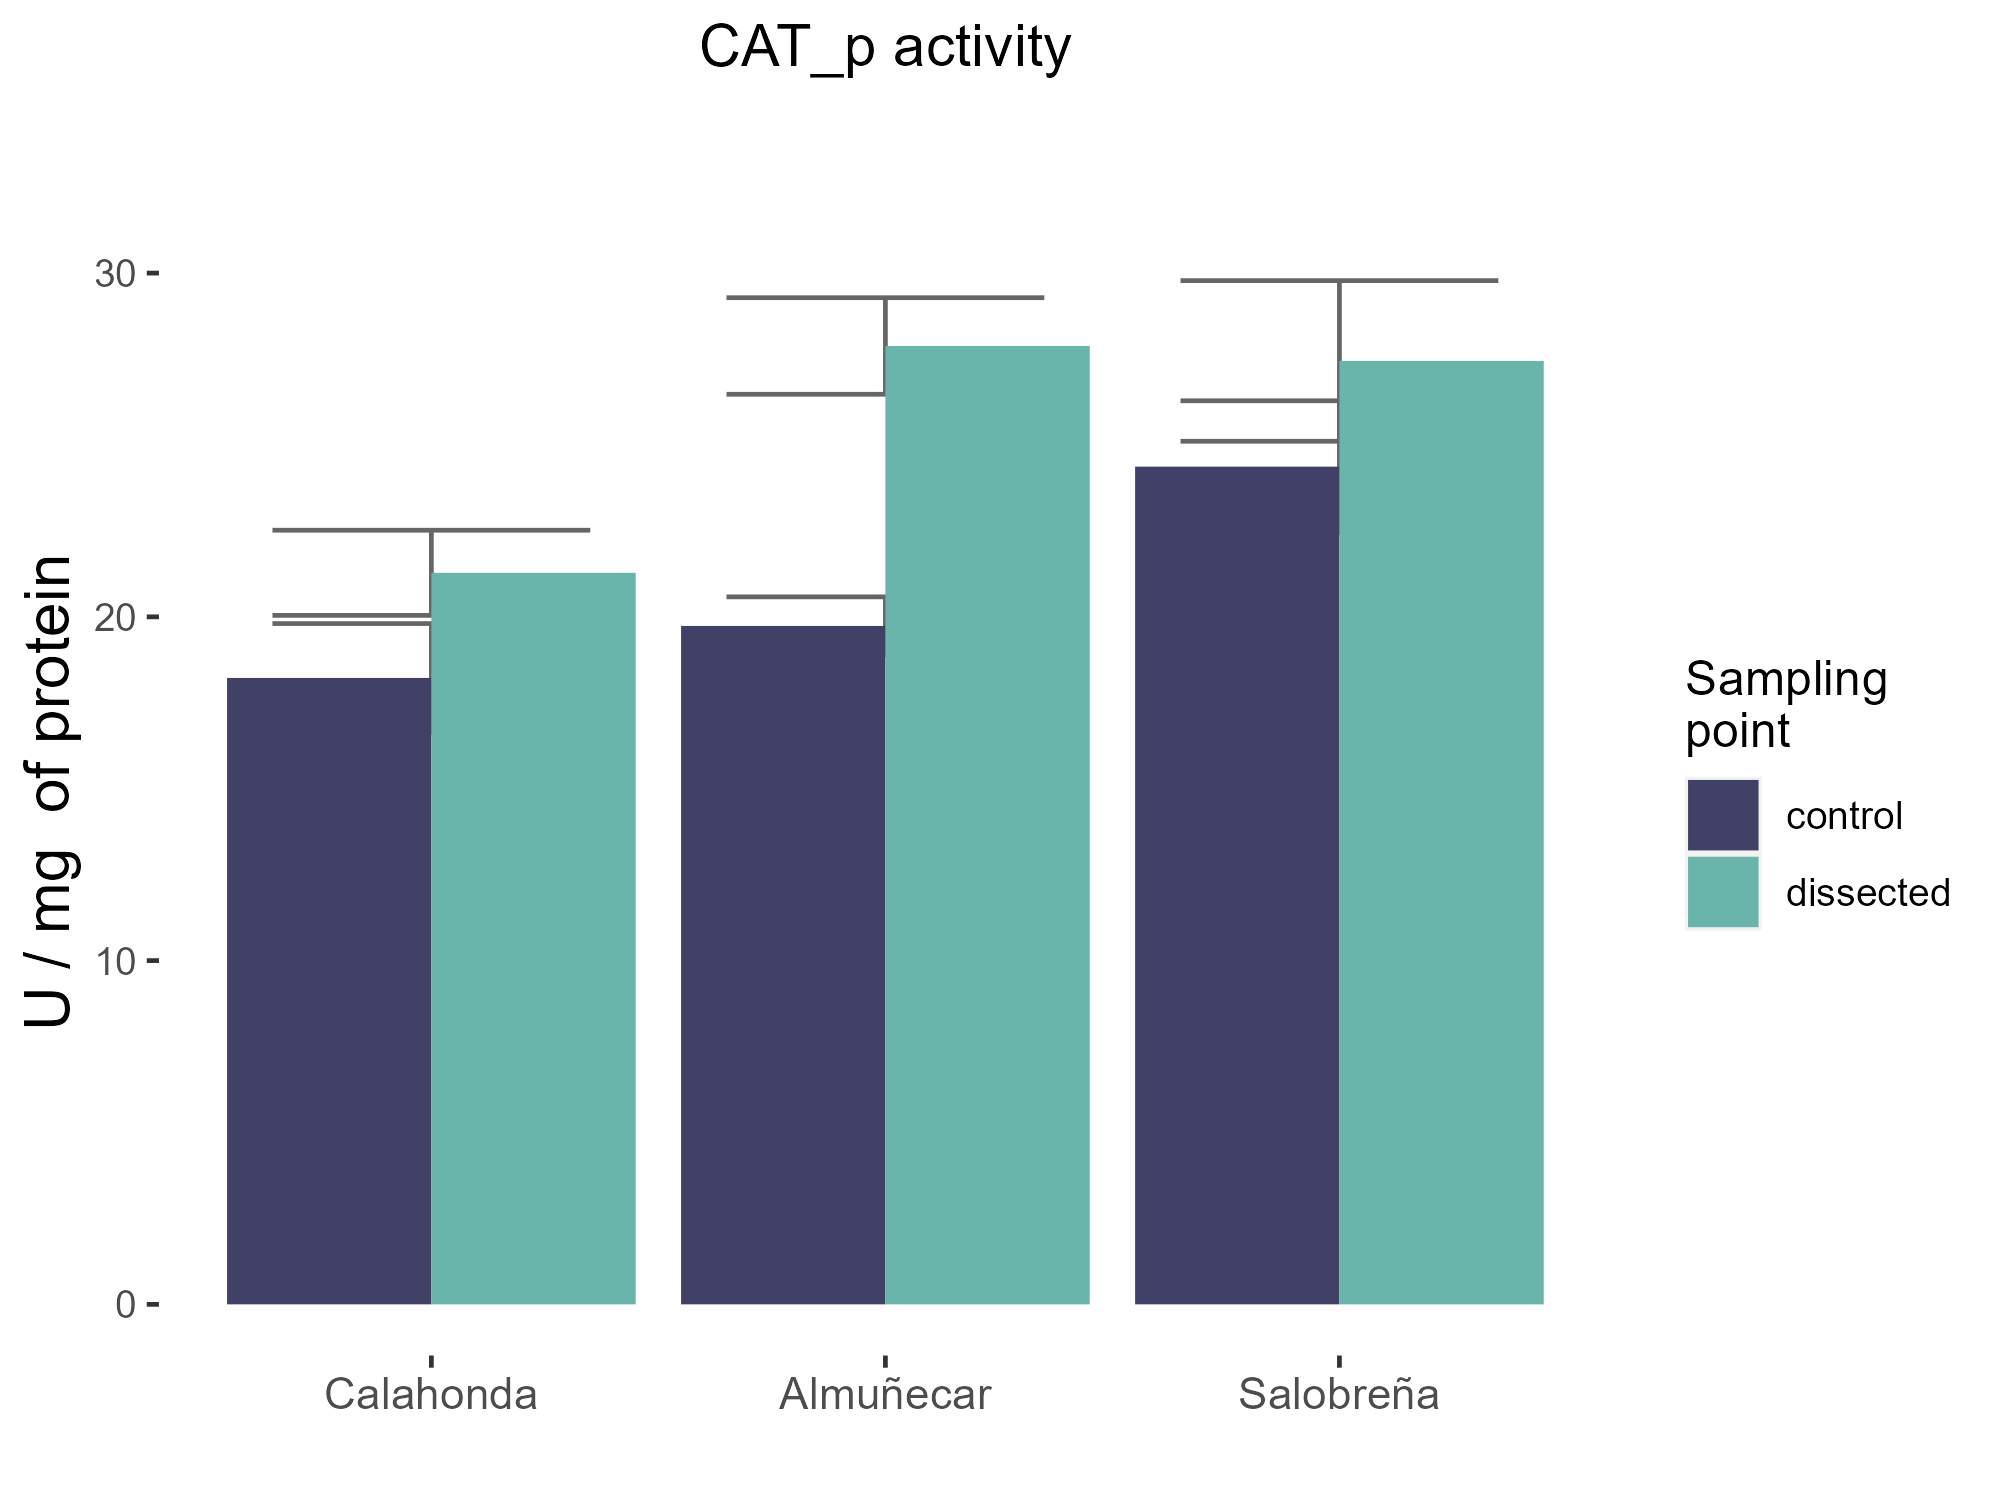 CAT_p activity
U / mg  of protein
30
20
10
0
Calahonda
Almuñecar
Salobreña
Sampling
point
control
dissected